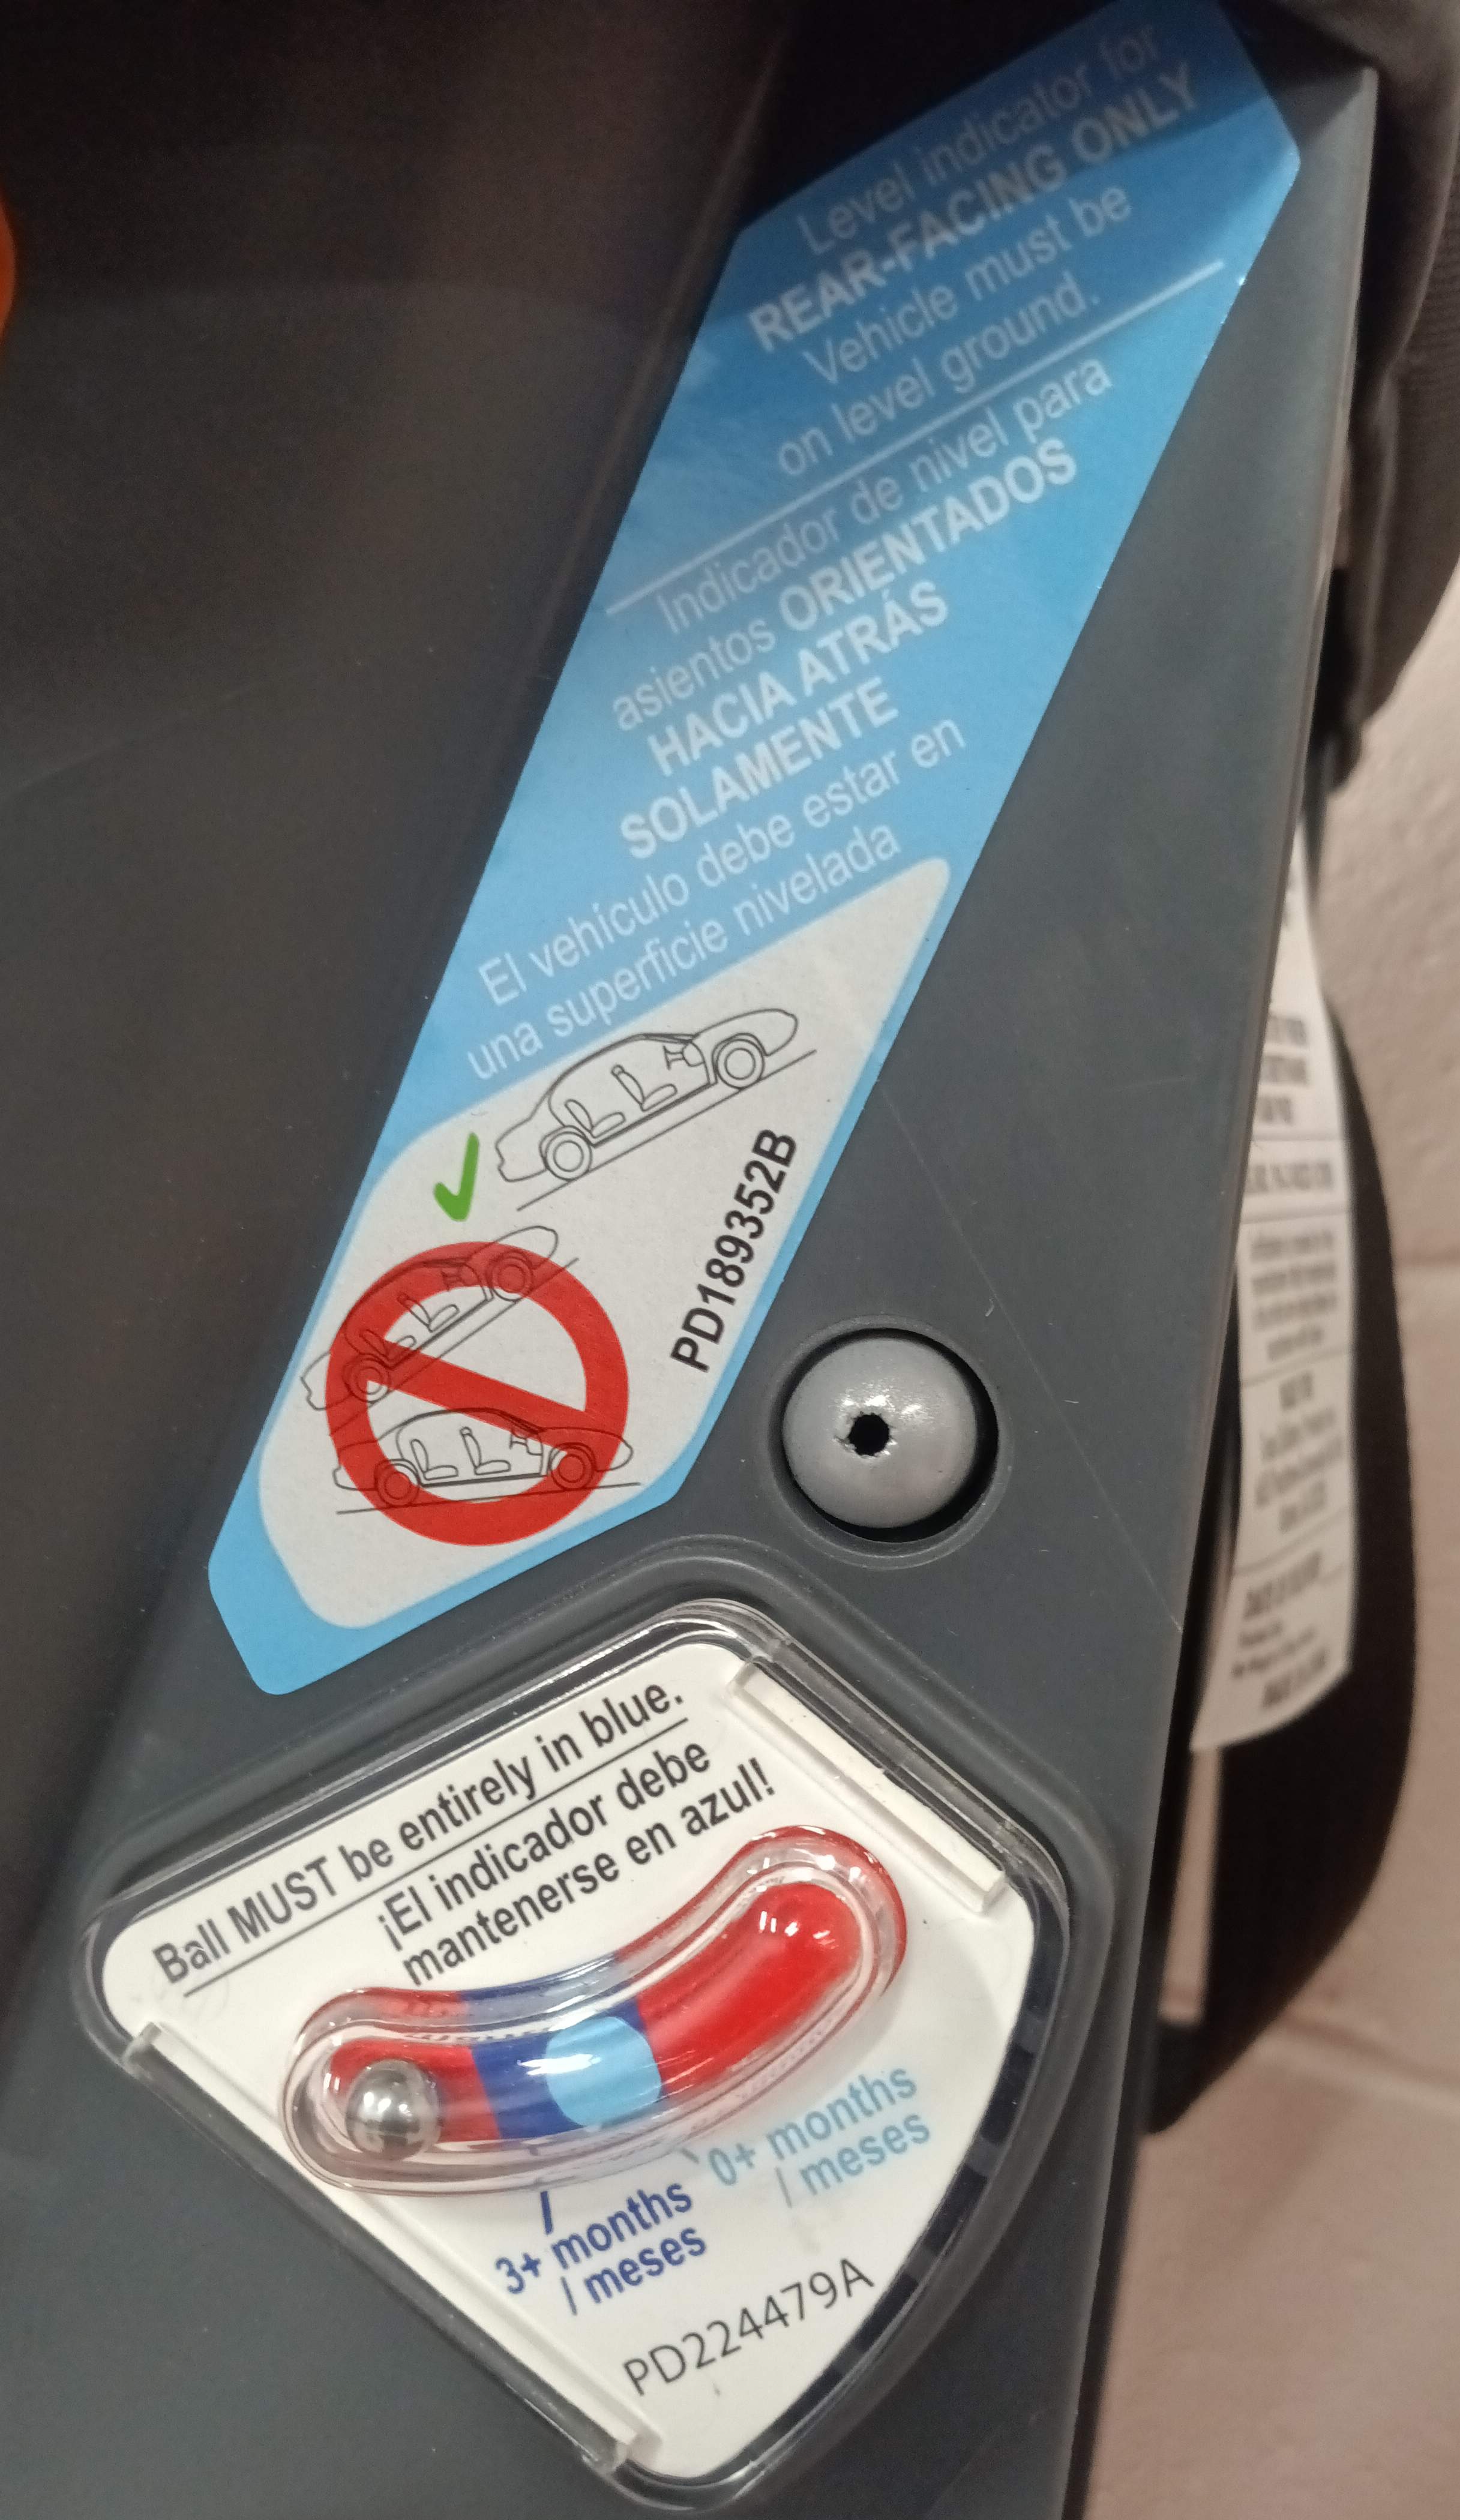 Level indicator for
REAR-FACING ONLY
Vehicle must be
on level ground.
Indicador de nivel para
asientos ORIENTADOS
HACIA ATRÁS
SOLAMENTE
El vehículo debe estar en
una superficie nivelada
PD189352B
Ball MUST be entirely in blue.
¡El indicador debe
mantenerse en azul!
0+ months
/ meses
3+ months
/ meses
PD224479A